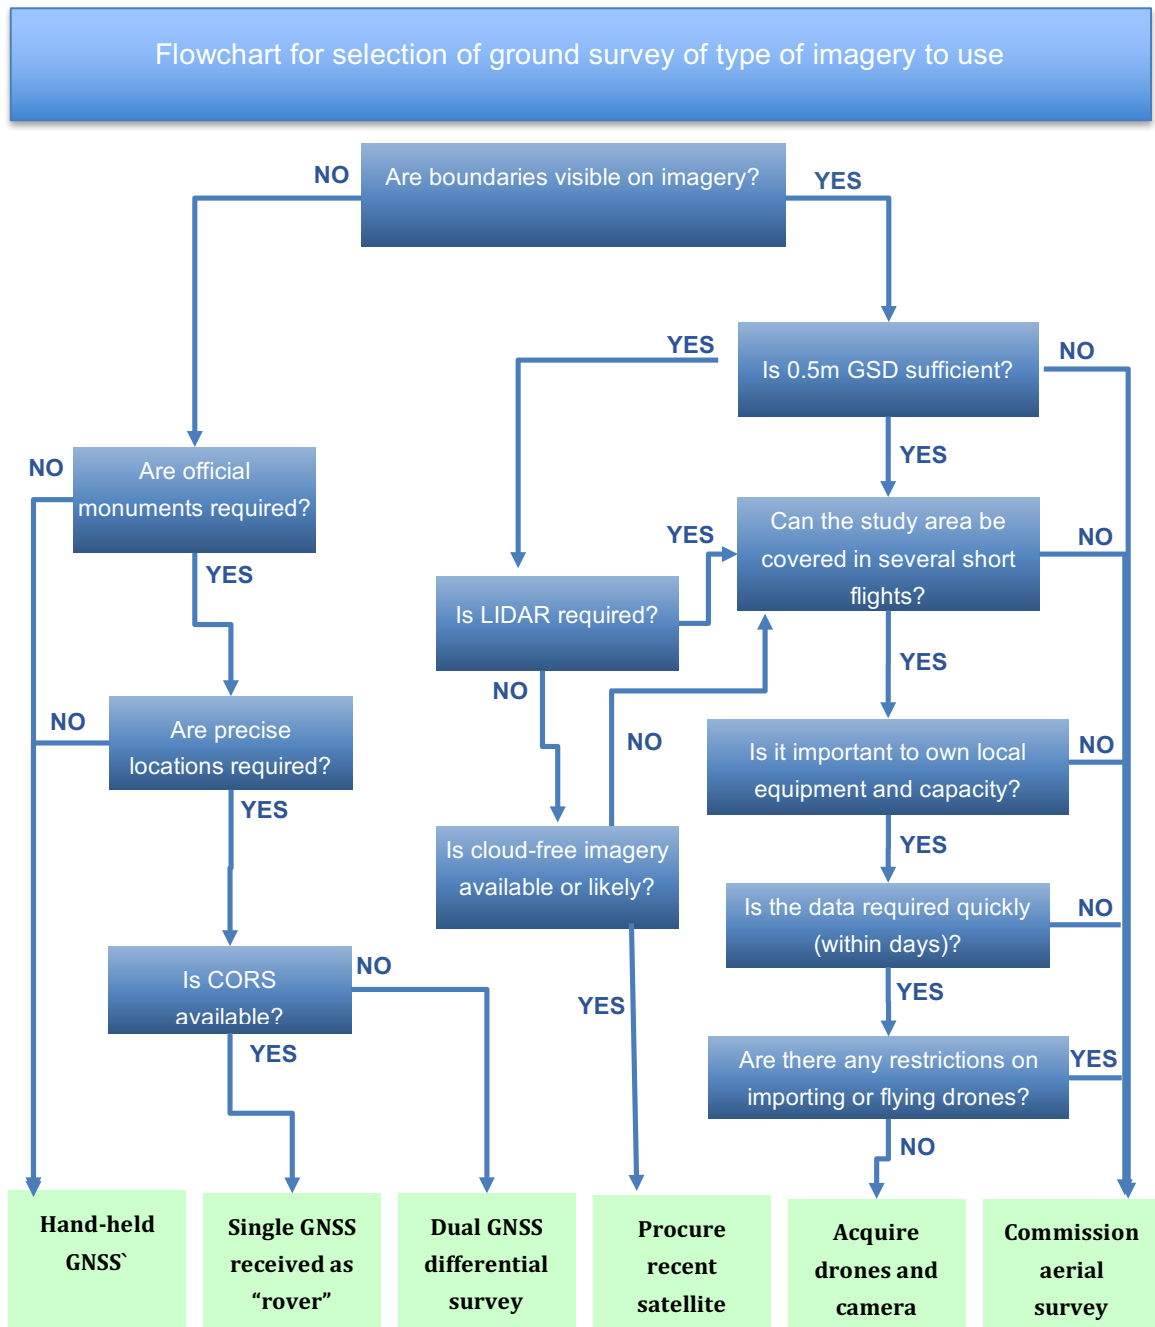 Flowchart for selection of ground survey of type of imagery to use
NO
Are boundaries visible on imagery?
YES
YES
Is 0.5m GSD sufficient?
NO
YES
NO
Are official
monuments required?
YES
YES
Can the study area be
covered in several short
flights?
NO
Is LIDAR required?
YES
NO
NO
Are precise
locations required?
YES
NO
Is it important to own local
equipment and capacity?
NO
YES
Is cloud-free imagery
available or likely?
Is the data required quickly
(within days)?
NO
YES
Is CORS
available?
NO
YES
YES
Are there any restrictions on
importing or flying drones?
YES
NO
Hand-held
GNSS`
Single GNSS
received as
“rover”
Dual GNSS
differential
survey
Procure
recent
satellite
Acquire
drones and
camera
Commission
aerial
survey